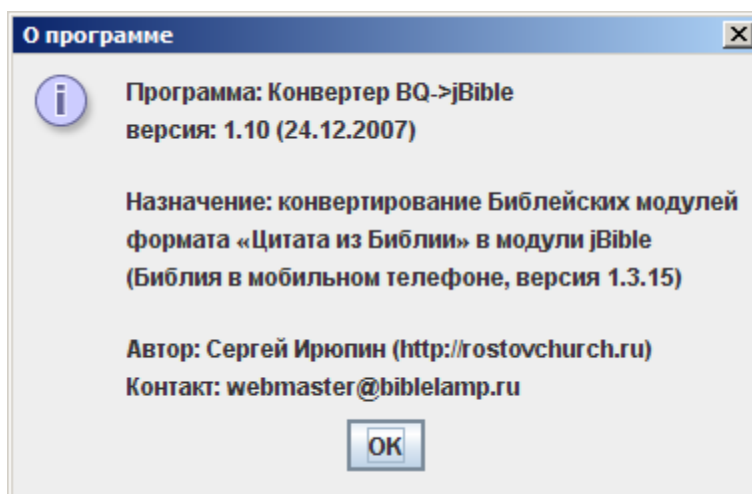 О программе
Программа: Конвертер BQ->jBible
версия: 1.10 (24.12.2007)
Назначение: конвертирование Библейских модулей
формата «Цитата из Библии» в модули jBible
(Библия в мобильном телефоне, версия 1.3.15)
Автор: Сергей Ирюпин (http://rostovchurch.ru)
Контакт: webmaster@biblelamp.ru
OK